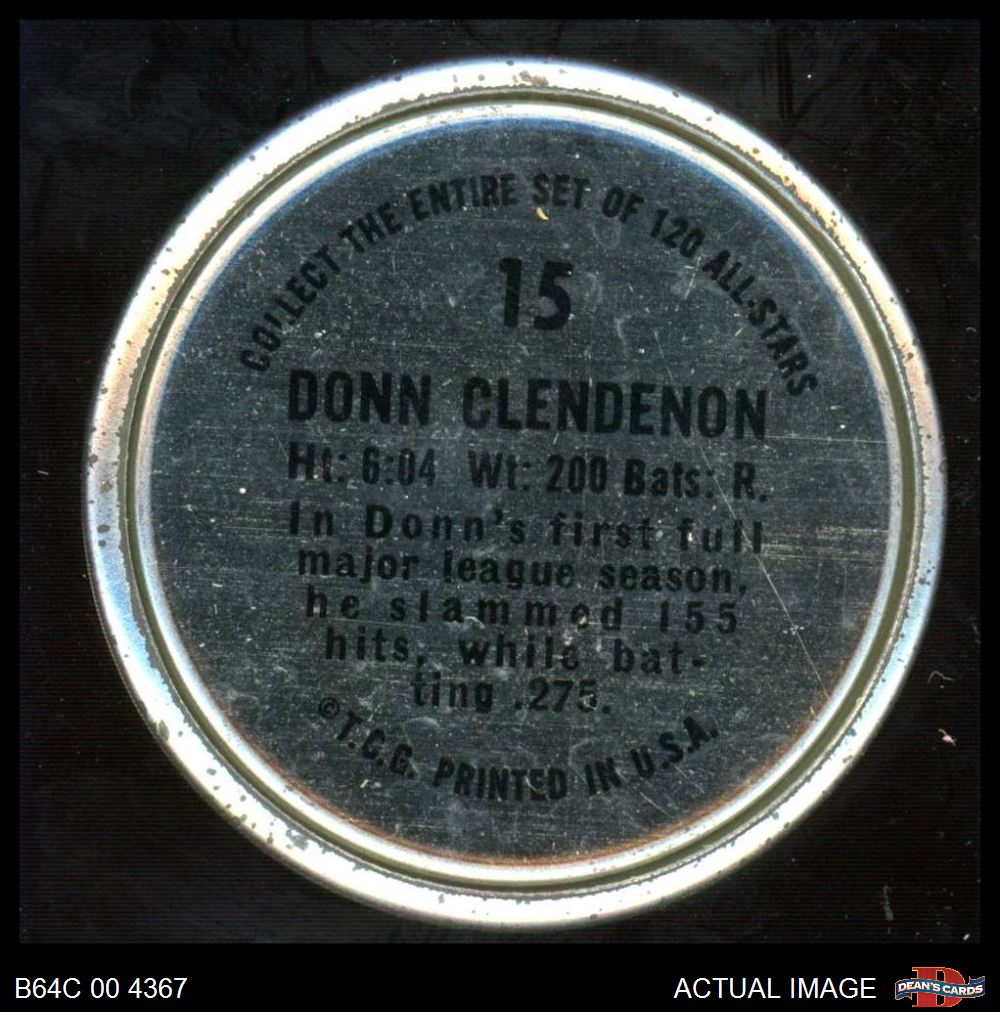 COLLECT THE ENTIRE SET OF 120 ALL-STARS
15
DONN CLENDENON
Ht: 6:04 Wt: 200 Bats: R.
In Donn's first full
major league season,
he slammed 155
hits, while bat-
ting .275.
©T.C.G. PRINTED IN U.S.A.
B64C 00 4367
ACTUAL IMAGE
D
DEAN'S CARDS